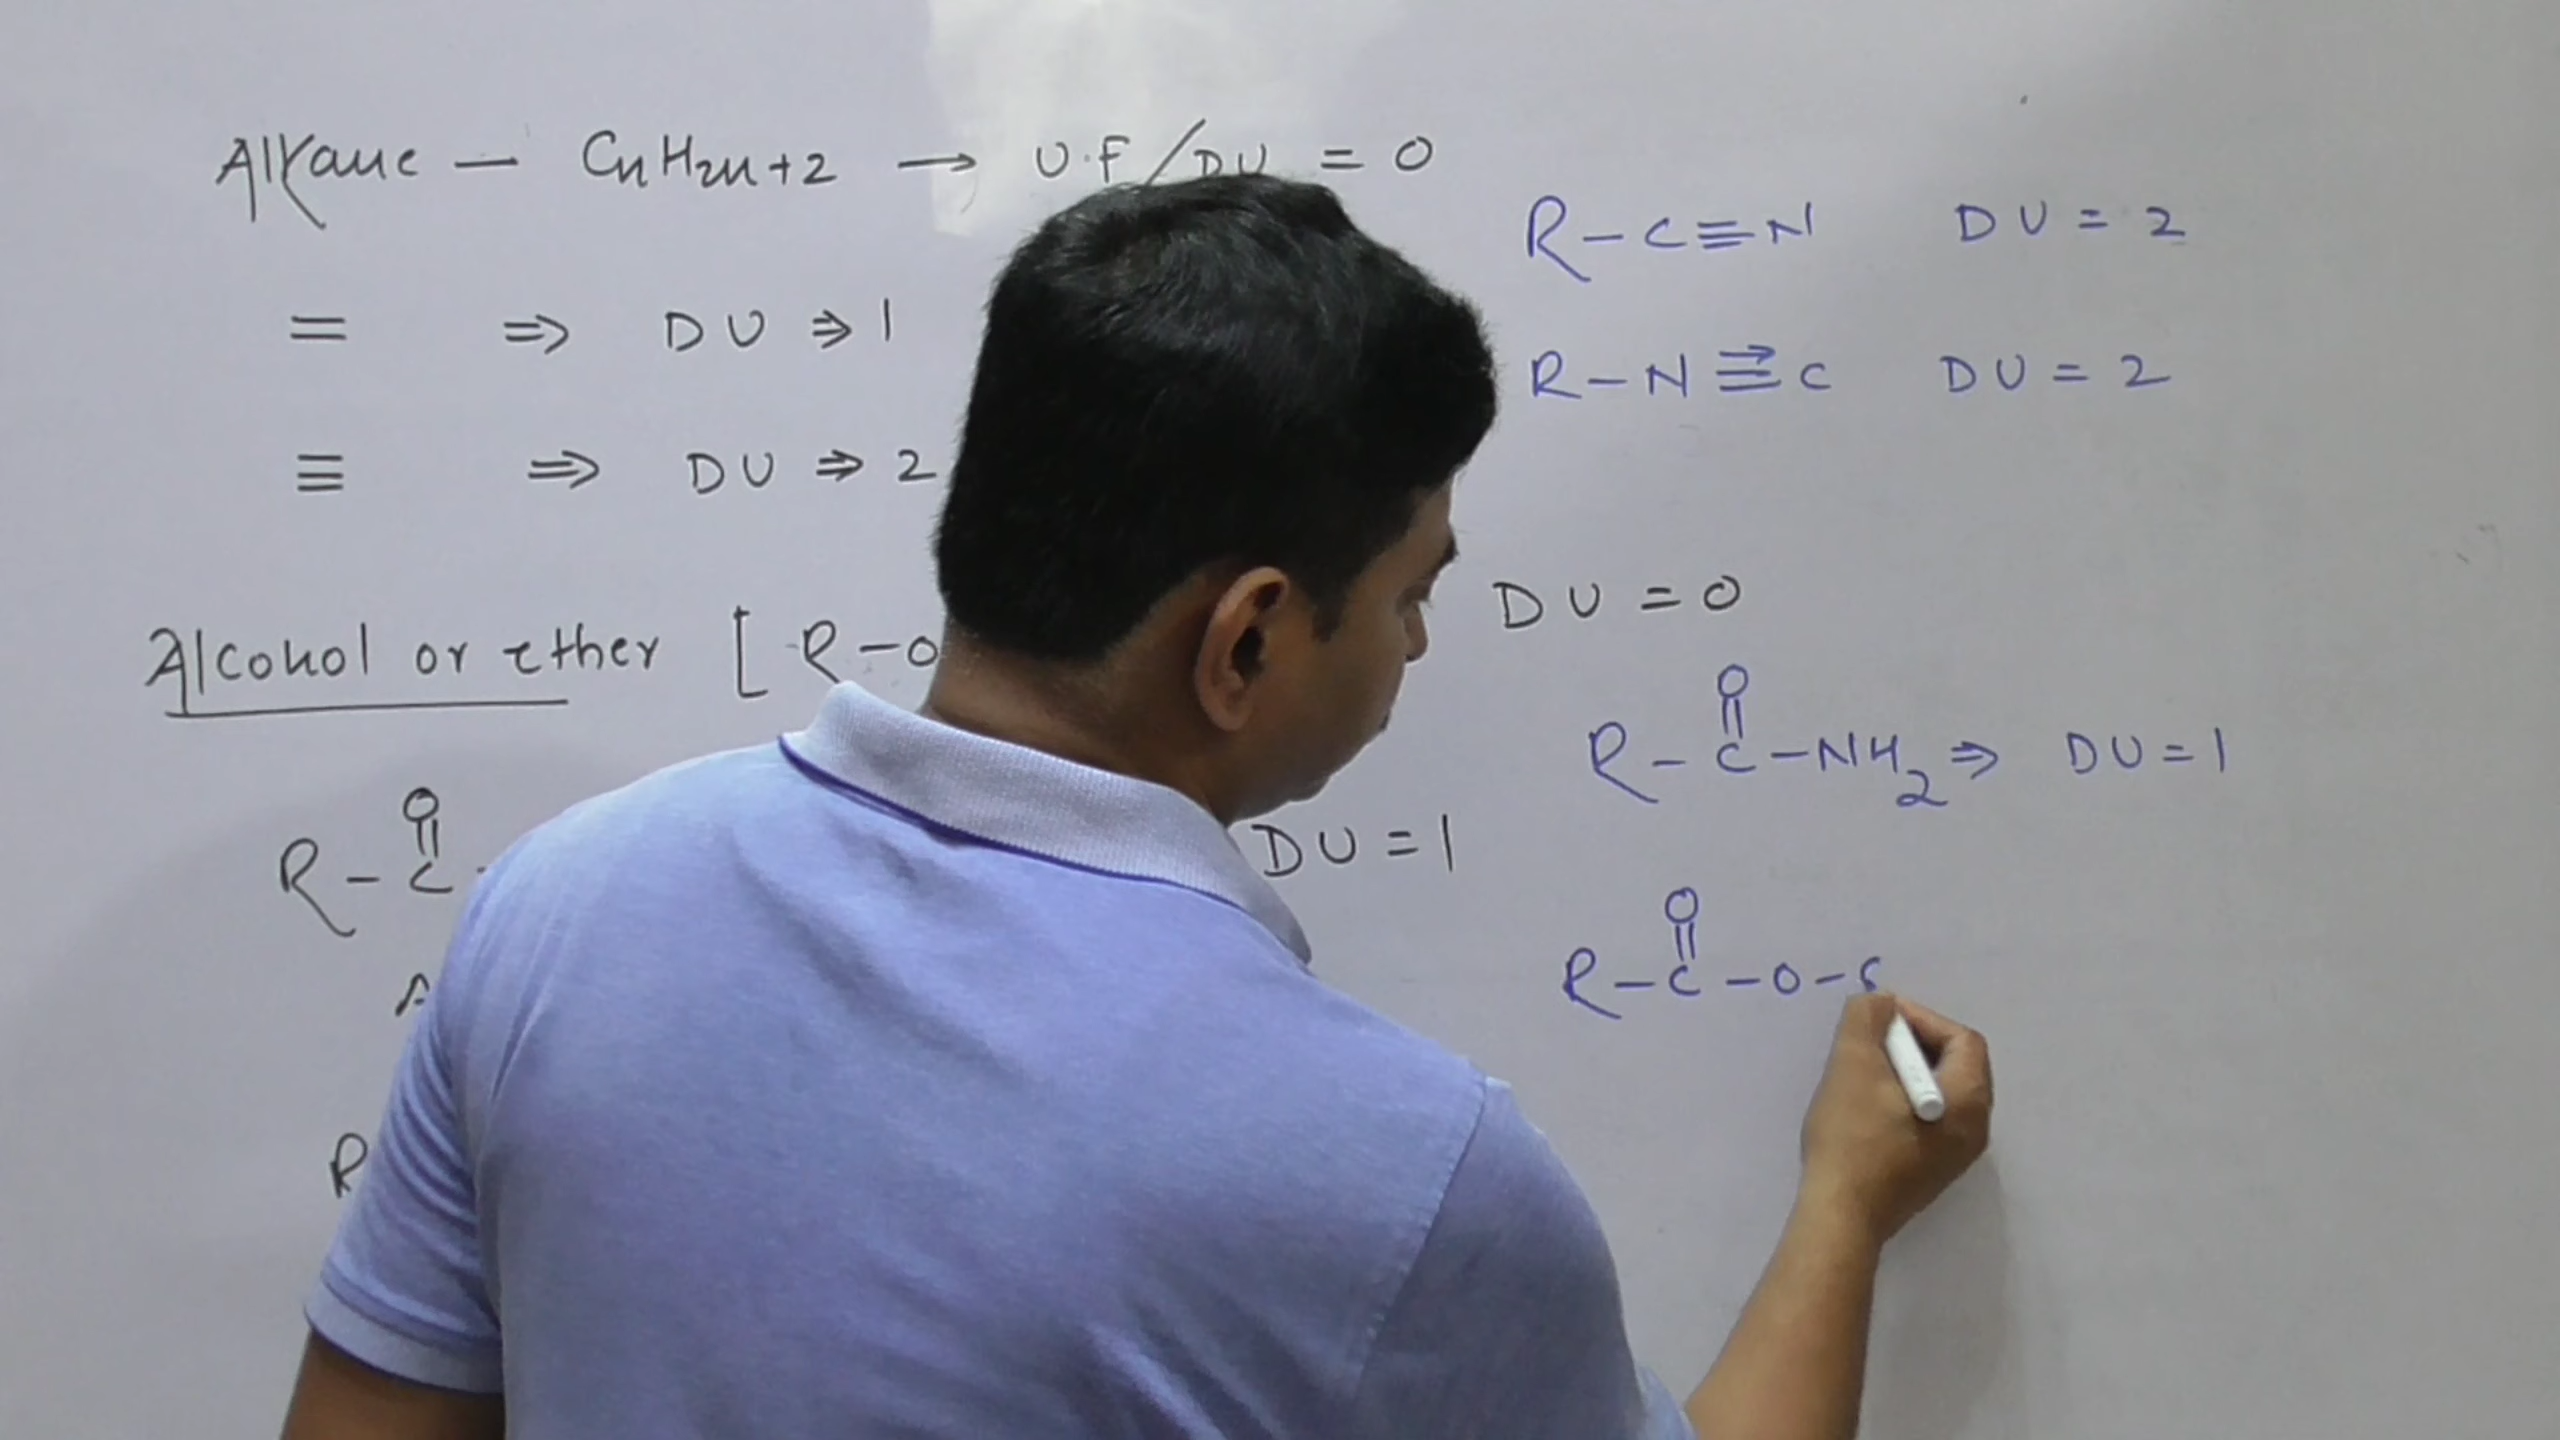 Alkane — CnH2n+2 → U.F/DU = 0
= ⇒ DU ⇒ 1
≡ ⇒ DU ⇒ 2
Alcohol or ether [ R-O
DU = 0
O
R-C
DU = 1
R
R-C≡N DU = 2
R-N≡C DU = 2
O
R-C-NH2 ⇒ DU = 1
O
R-C-O-